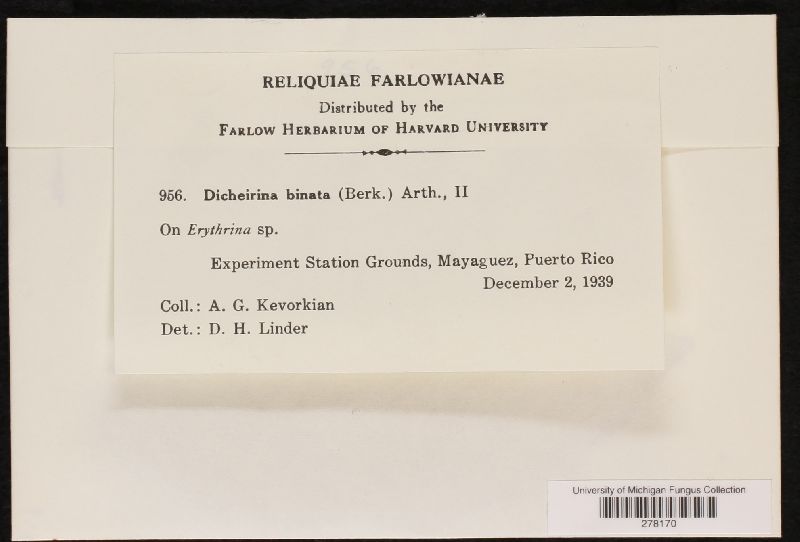 RELIQUIAE FARLOWIANAE
Distributed by the
FARLOW HERBARIUM OF HARVARD UNIVERSITY
956. Dicheirina binata (Berk.) Arth., II
On Erythrina sp.
Experiment Station Grounds, Mayaguez, Puerto Rico
December 2, 1939
Coll.: A. G. Kevorkian
Det.: D. H. Linder
University of Michigan Fungus Collection
278170